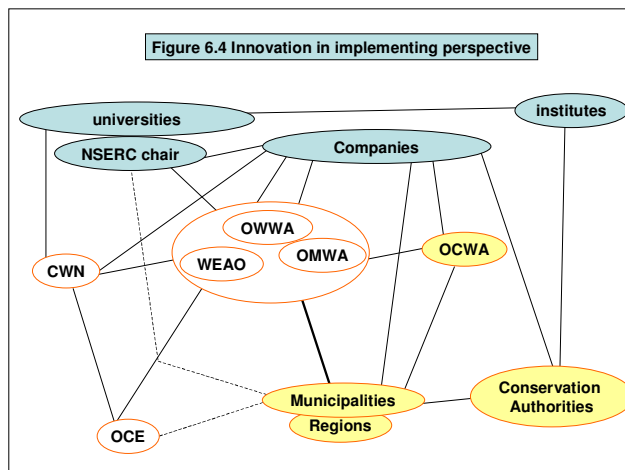 Figure 6.4 Innovation in implementing perspective
universities
institutes
NSERC chair
Companies
OWWA
WEAO
OMWA
OCWA
CWN
Municipalities
Regions
Conservation
Authorities
OCE